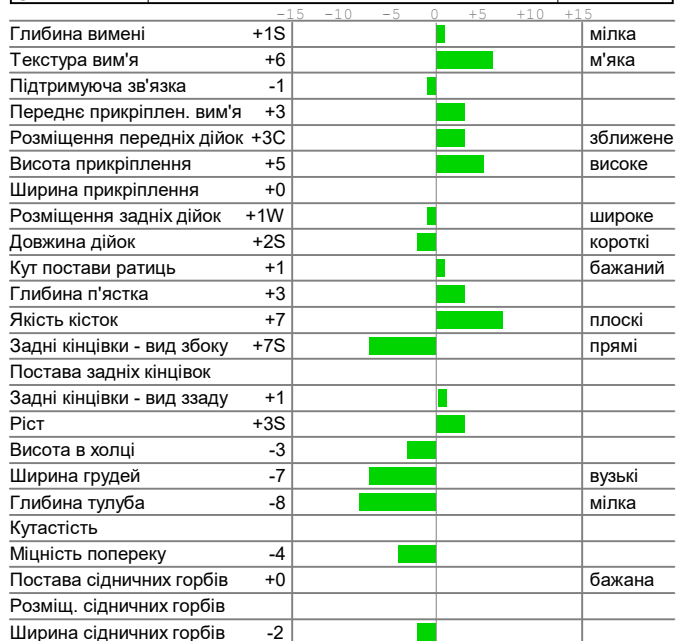 -15 -10 -5 0 +5 +10 +15
Глибина вимені +1S мілка
Текстура вим'я +6 м'яка
Підтримуюча зв'язка -1
Переднє прикріплен. вим'я +3
Розміщення передніх дійок +3C зближене
Висота прикріплення +5 високе
Ширина прикріплення +0
Розміщення задніх дійок +1W широке
Довжина дійок +2S короткі
Кут постави ратиць +1 бажаний
Глибина п'ястка +3
Якість кісток +7 плоскі
Задні кінцівки - вид збоку +7S прямі
Постава задніх кінцівок
Задні кінцівки - вид ззаду +1
Ріст +3S
Висота в холці -3
Ширина грудей -7 вузькі
Глибина тулуба -8 мілка
Кутастість
Міцність попереку -4
Постава сідничних горбів +0 бажана
Розміщ. сідничних горбів
Ширина сідничних горбів -2